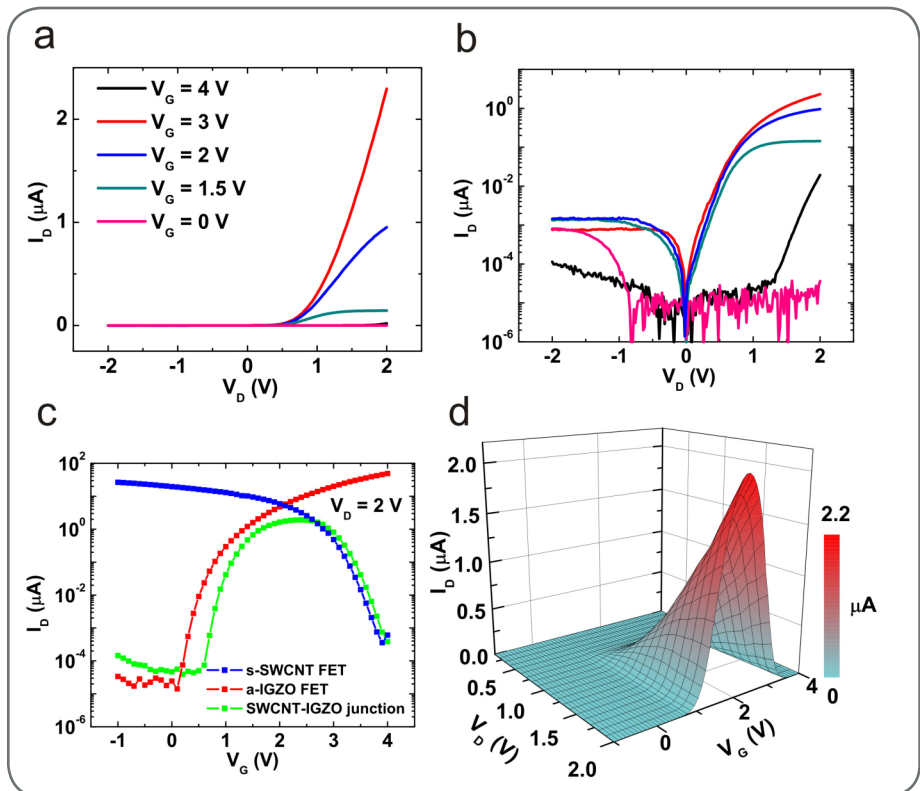 a
I_D (μA)
2
1
0
V_G = 4 V
V_G = 3 V
V_G = 2 V
V_G = 1.5 V
V_G = 0 V
-2 -1 0 1 2
V_D (V)
b
I_D (μA)
10^0
10^-2
10^-4
10^-6
-2 -1 0 1 2
V_D (V)
c
I_D (μA)
10^2
10^0
10^-2
10^-4
10^-6
V_D = 2 V
s-SWCNT FET
a-IGZO FET
SWCNT-IGZO junction
-1 0 1 2 3 4
V_G (V)
d
I_D (μA)
2.0
1.5
1.0
0.5
0.0
0.5
1.0
1.5
2.0
V_D (V)
0
2
4
V_G (V)
2.2
μA
0